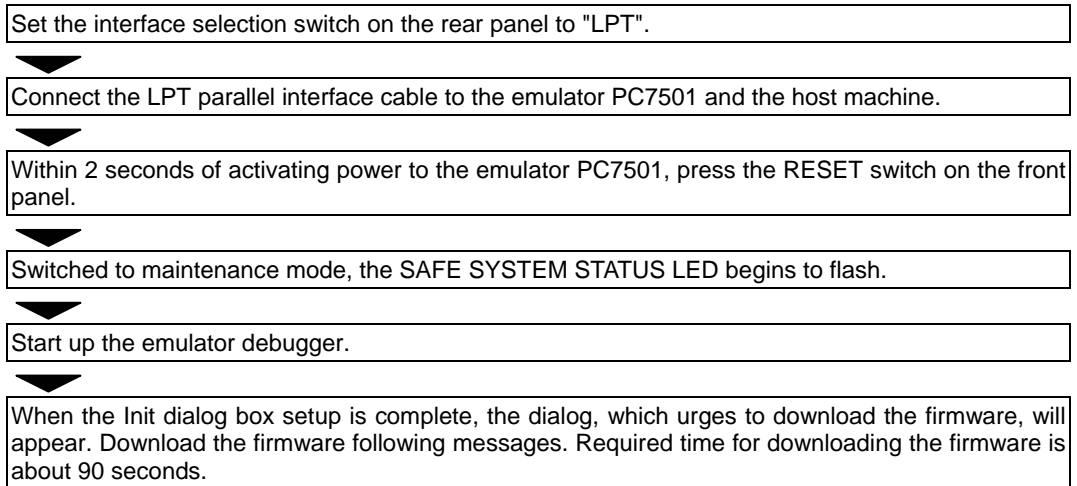 Set the interface selection switch on the rear panel to "LPT".
Connect the LPT parallel interface cable to the emulator PC7501 and the host machine.
Within 2 seconds of activating power to the emulator PC7501, press the RESET switch on the front
panel.
Switched to maintenance mode, the SAFE SYSTEM STATUS LED begins to flash.
Start up the emulator debugger.
When the Init dialog box setup is complete, the dialog, which urges to download the firmware, will
appear. Download the firmware following messages. Required time for downloading the firmware is
about 90 seconds.